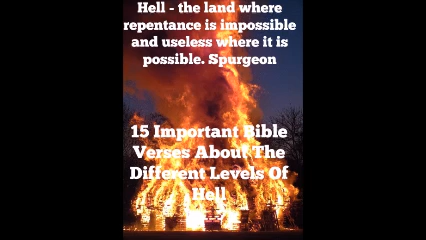 Hell - the land where
repentance is impossible
and useless where it is
possible. Spurgeon
15 Important Bible
Verses About The
Different Levels Of
Hell